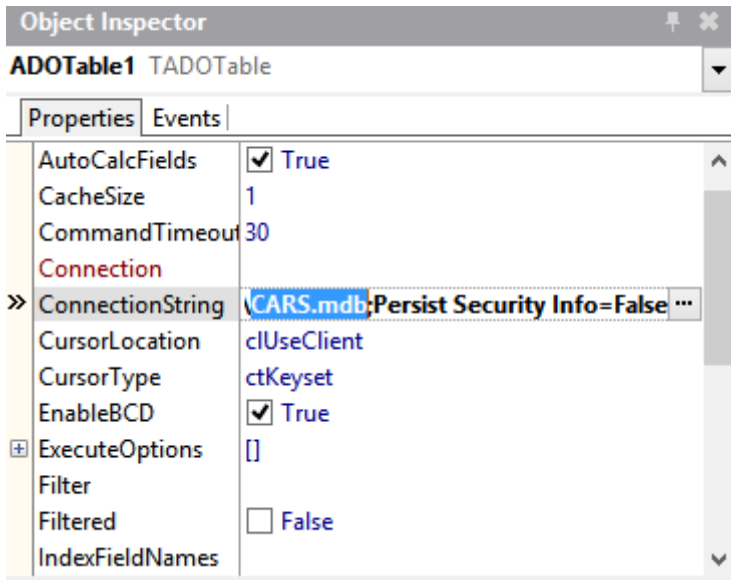 Object Inspector
ADOTable1 TADOTable
Properties Events
AutoCalcFields True
CacheSize 1
CommandTimeout 30
Connection
ConnectionString \CARS.mdb;Persist Security Info=False ...
CursorLocation clUseClient
CursorType ctKeyset
EnableBCD True
ExecuteOptions []
Filter
Filtered False
IndexFieldNames